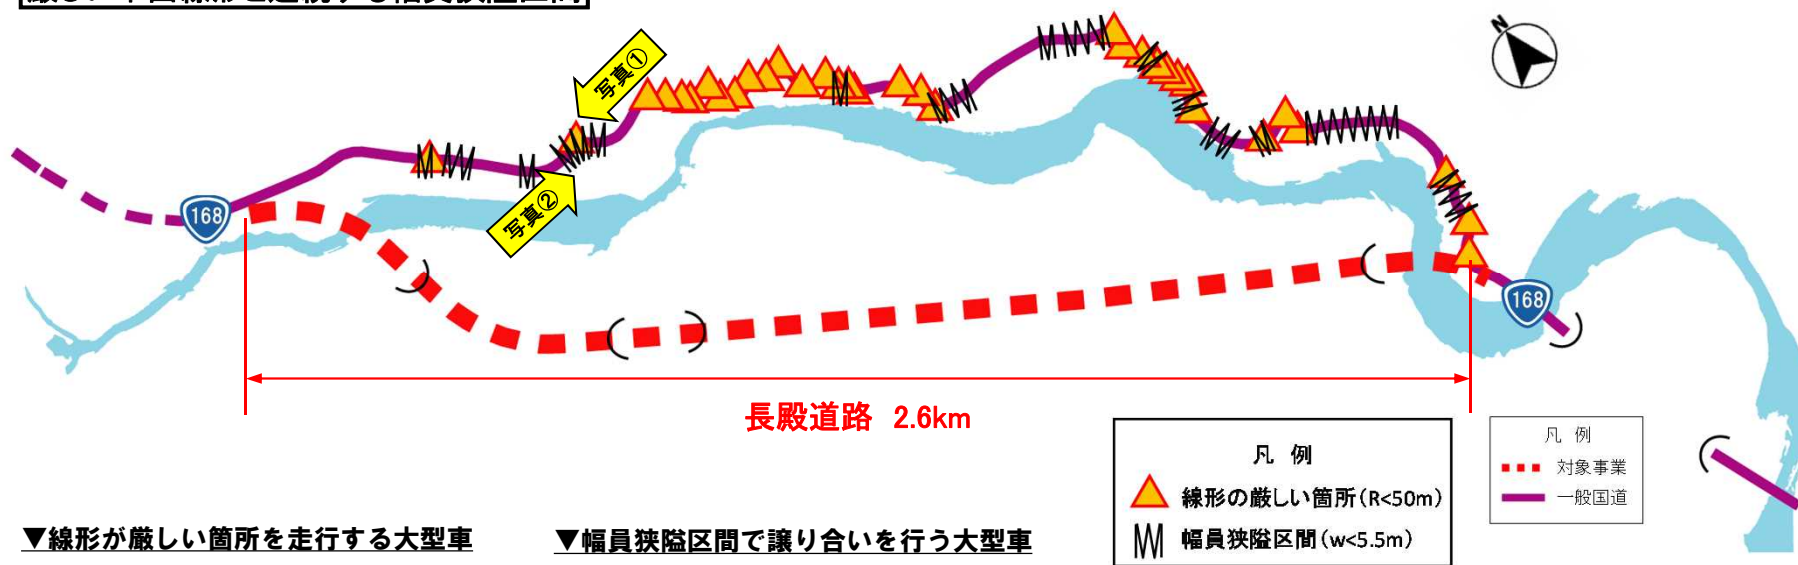 写真①
N
168
写真②
168
長殿道路 2.6km
凡 例
線形の厳しい箇所(R<50m)
幅員狭隘区間(w<5.5m)
凡 例
対象事業
一般国道
▼線形が厳しい箇所を走行する大型車
▼幅員狭隘区間で譲り合いを行う大型車